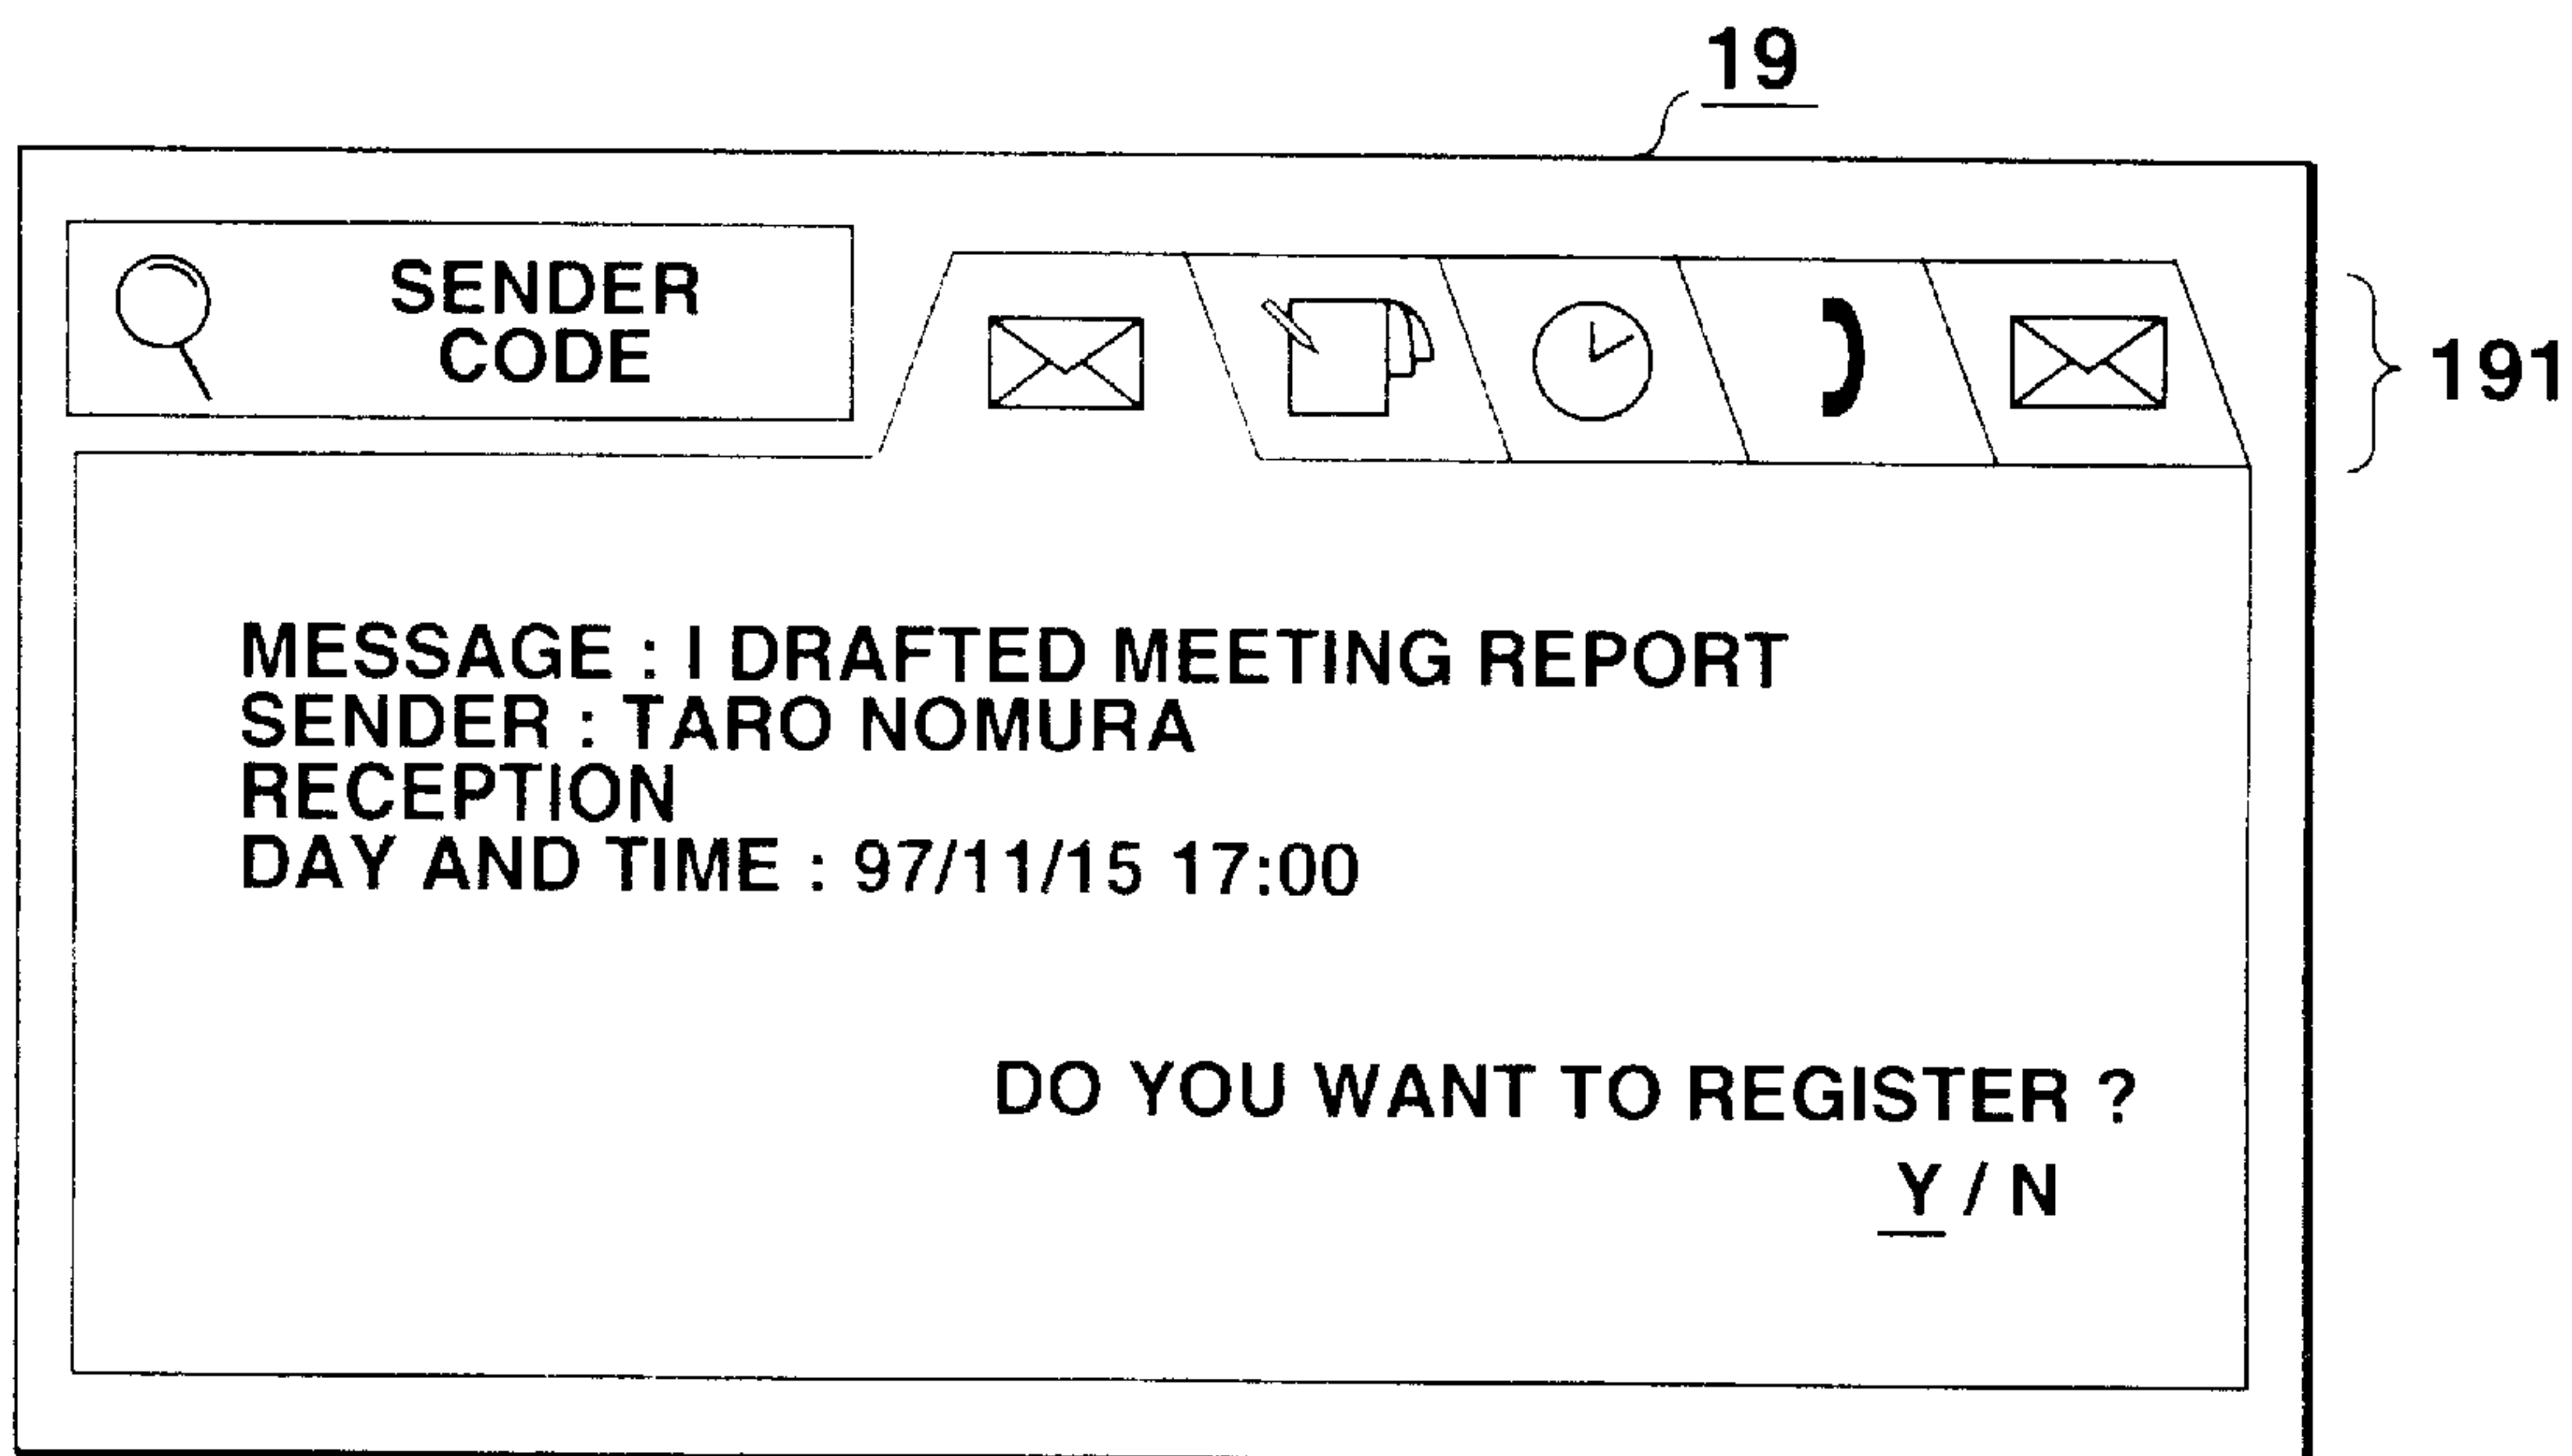 19
SENDER
CODE
191
MESSAGE : I DRAFTED MEETING REPORT
SENDER : TARO NOMURA
RECEPTION
DAY AND TIME : 97/11/15 17:00
DO YOU WANT TO REGISTER ?
Y / N